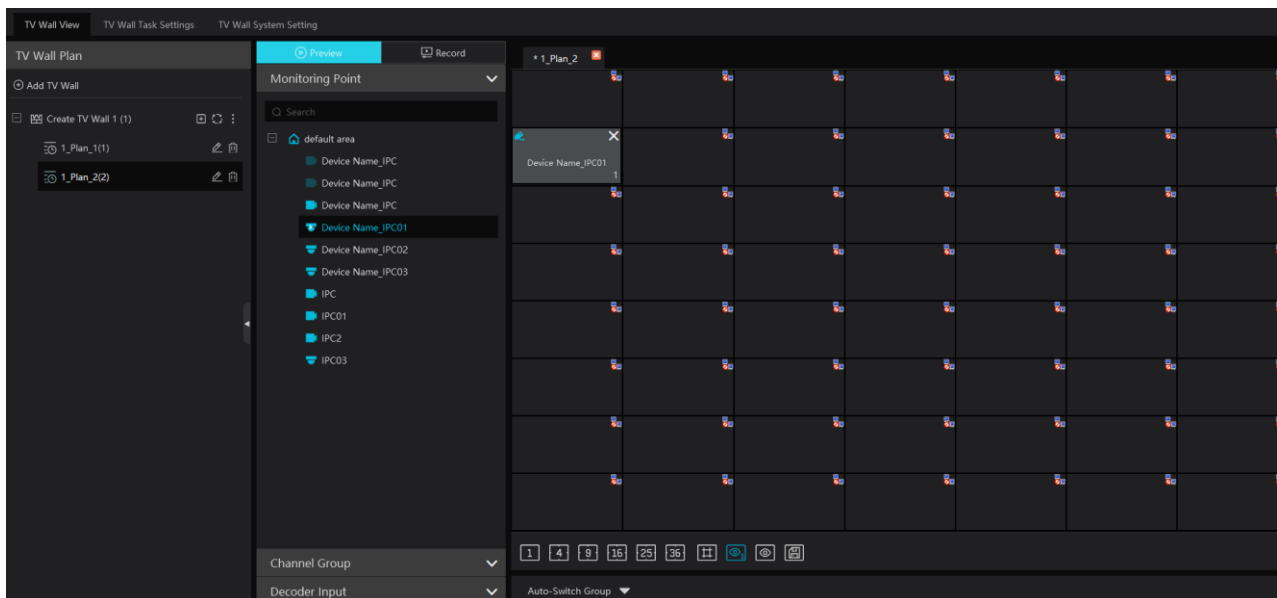 TV Wall View TV Wall Task Settings TV Wall System Setting
TV Wall Plan
Add TV Wall
Create TV Wall 1 (1)
1_Plan_1(1)
1_Plan_2(2)
Preview Record
Monitoring Point
Search
default area
Device Name_IPC
Device Name_IPC
Device Name_IPC
Device Name_IPC01
Device Name_IPC02
Device Name_IPC03
IPC
IPC01
IPC2
IPC03
Channel Group
Decoder Input
* 1_Plan_2
Device Name_IPC01
1
1 4 9 16 25 36
Auto-Switch Group